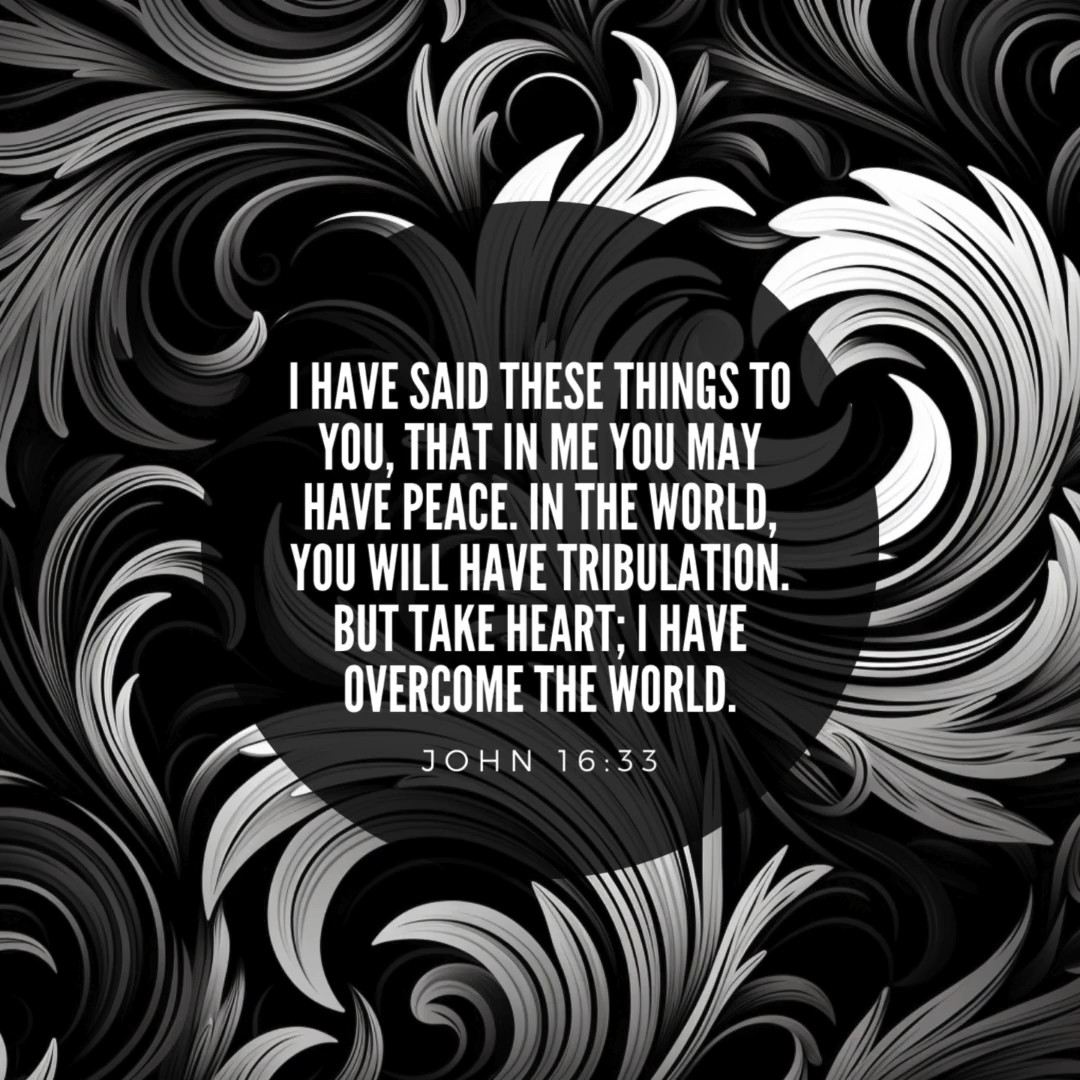 I HAVE SAID THESE THINGS TO
YOU, THAT IN ME YOU MAY
HAVE PEACE. IN THE WORLD,
YOU WILL HAVE TRIBULATION.
BUT TAKE HEART; I HAVE
OVERCOME THE WORLD.
JOHN 16:33